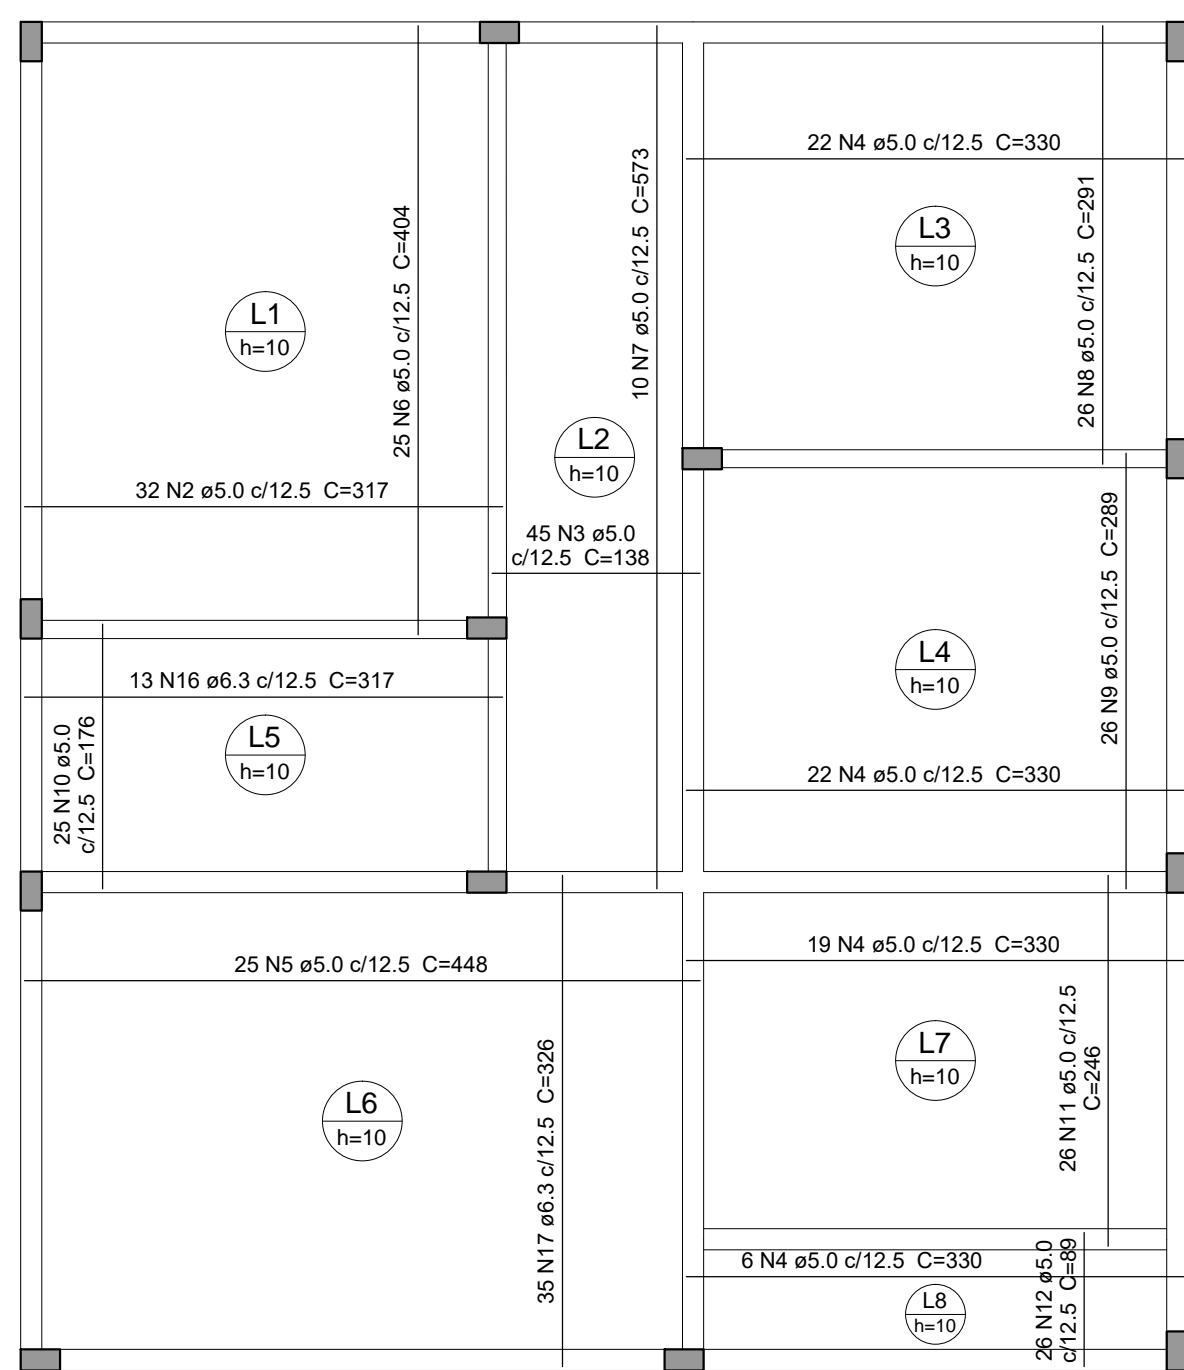 22 N4 ø5.0 c/12.5  C=330
10 N7 ø5.0 c/12.5  C=573
26 N8 ø5.0 c/12.5  C=291
25 N6 ø5.0 c/12.5  C=404
L3
h=10
L1
h=10
L2
h=10
32 N2 ø5.0 c/12.5  C=317
45 N3 ø5.0
c/12.5  C=138
26 N9 ø5.0 c/12.5  C=289
L4
h=10
13 N16 ø6.3 c/12.5  C=317
25 N10 ø5.0
c/12.5  C=176
L5
h=10
22 N4 ø5.0 c/12.5  C=330
25 N5 ø5.0 c/12.5  C=448
19 N4 ø5.0 c/12.5  C=330
26 N11 ø5.0 c/12.5
C=246
L7
h=10
L6
h=10
35 N17 ø6.3 c/12.5  C=326
6 N4 ø5.0 c/12.5  C=330
26 N12 ø5.0
c/12.5  C=89
L8
h=10